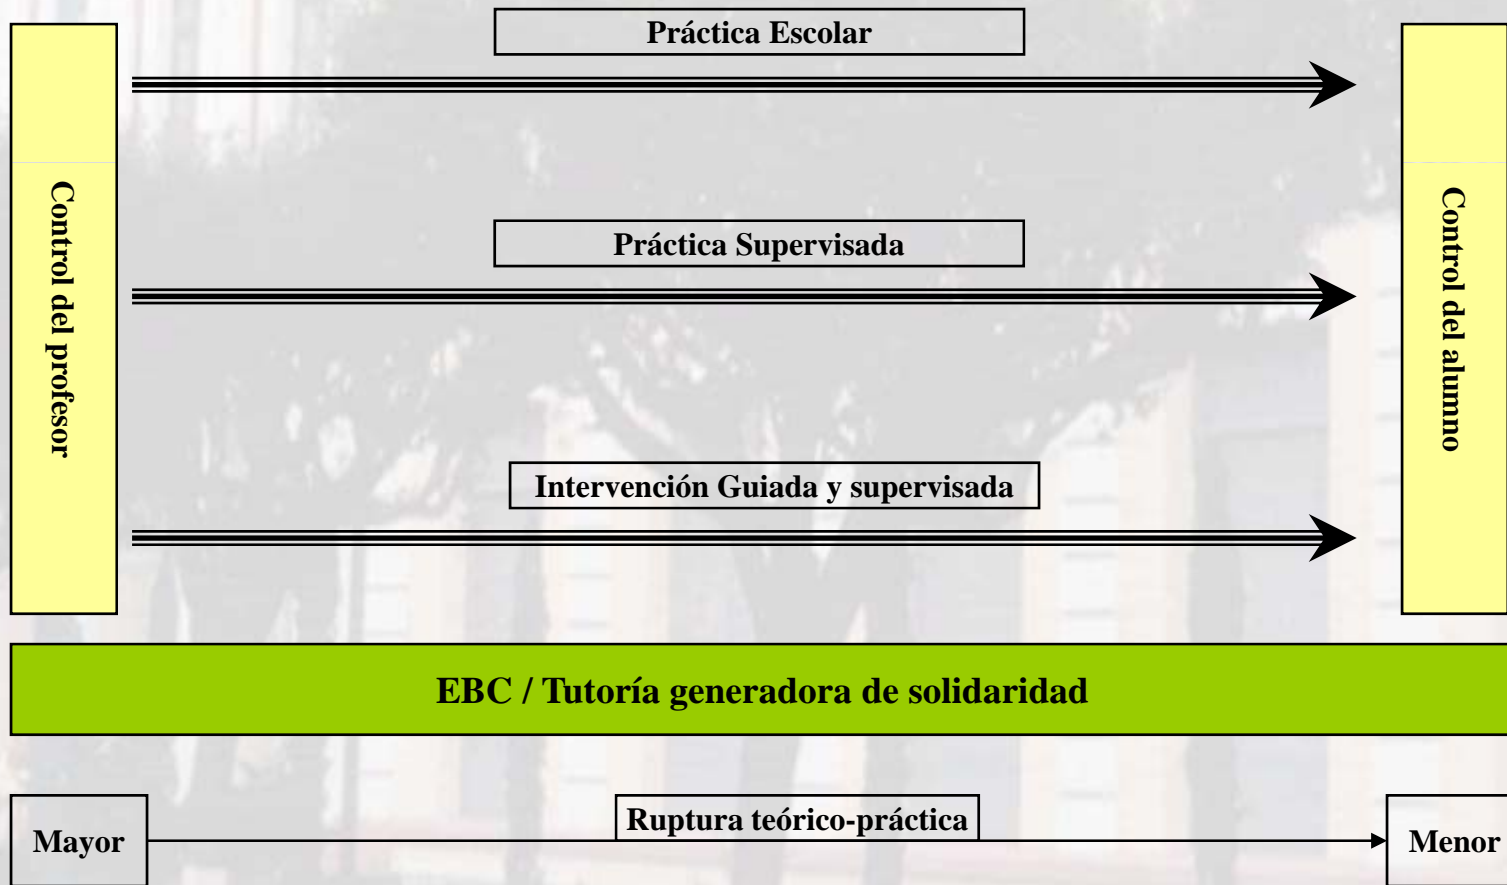 Práctica Escolar
Control del profesor
Control del alumno
Práctica Supervisada
Intervención Guiada y supervisada
EBC / Tutoría generadora de solidaridad
Mayor
Ruptura teórico-práctica
Menor